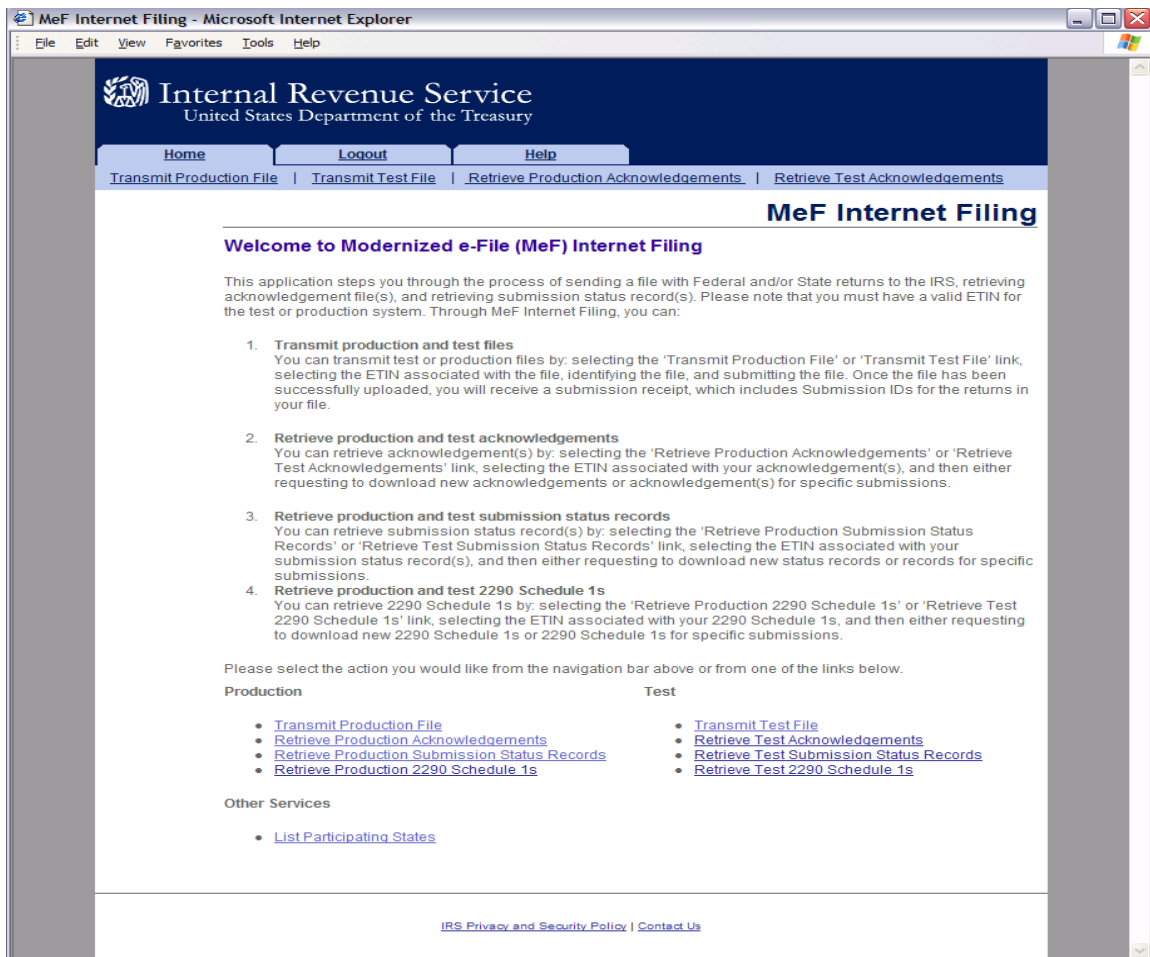 MeF Internet Filing - Microsoft Internet Explorer
File Edit View Favorites Tools Help
Internal Revenue Service
United States Department of the Treasury
Home Logout Help
Transmit Production File | Transmit Test File | Retrieve Production Acknowledgements | Retrieve Test Acknowledgements
MeF Internet Filing
Welcome to Modernized e-File (MeF) Internet Filing
This application steps you through the process of sending a file with Federal and/or State returns to the IRS, retrieving
acknowledgement file(s), and retrieving submission status record(s). Please note that you must have a valid ETIN for
the test or production system. Through MeF Internet Filing, you can:
1. Transmit production and test files
You can transmit test or production files by: selecting the 'Transmit Production File' or 'Transmit Test File' link,
selecting the ETIN associated with the file, identifying the file, and submitting the file. Once the file has been
successfully uploaded, you will receive a submission receipt, which includes Submission IDs for the returns in
your file.
2. Retrieve production and test acknowledgements
You can retrieve acknowledgement(s) by: selecting the 'Retrieve Production Acknowledgements' or 'Retrieve
Test Acknowledgements' link, selecting the ETIN associated with your acknowledgement(s), and then either
requesting to download new acknowledgements or acknowledgement(s) for specific submissions.
3. Retrieve production and test submission status records
You can retrieve submission status record(s) by: selecting the 'Retrieve Production Submission Status
Records' or 'Retrieve Test Submission Status Records' link, selecting the ETIN associated with your
submission status record(s), and then either requesting to download new status records or records for specific
submissions.
4. Retrieve production and test 2290 Schedule 1s
You can retrieve 2290 Schedule 1s by: selecting the 'Retrieve Production 2290 Schedule 1s' or 'Retrieve Test
2290 Schedule 1s' link, selecting the ETIN associated with your 2290 Schedule 1s, and then either requesting
to download new 2290 Schedule 1s or 2290 Schedule 1s for specific submissions.
Please select the action you would like from the navigation bar above or from one of the links below.
Production
• Transmit Production File
• Retrieve Production Acknowledgements
• Retrieve Production Submission Status Records
• Retrieve Production 2290 Schedule 1s
Test
• Transmit Test File
• Retrieve Test Acknowledgements
• Retrieve Test Submission Status Records
• Retrieve Test 2290 Schedule 1s
Other Services
• List Participating States
IRS Privacy and Security Policy | Contact Us